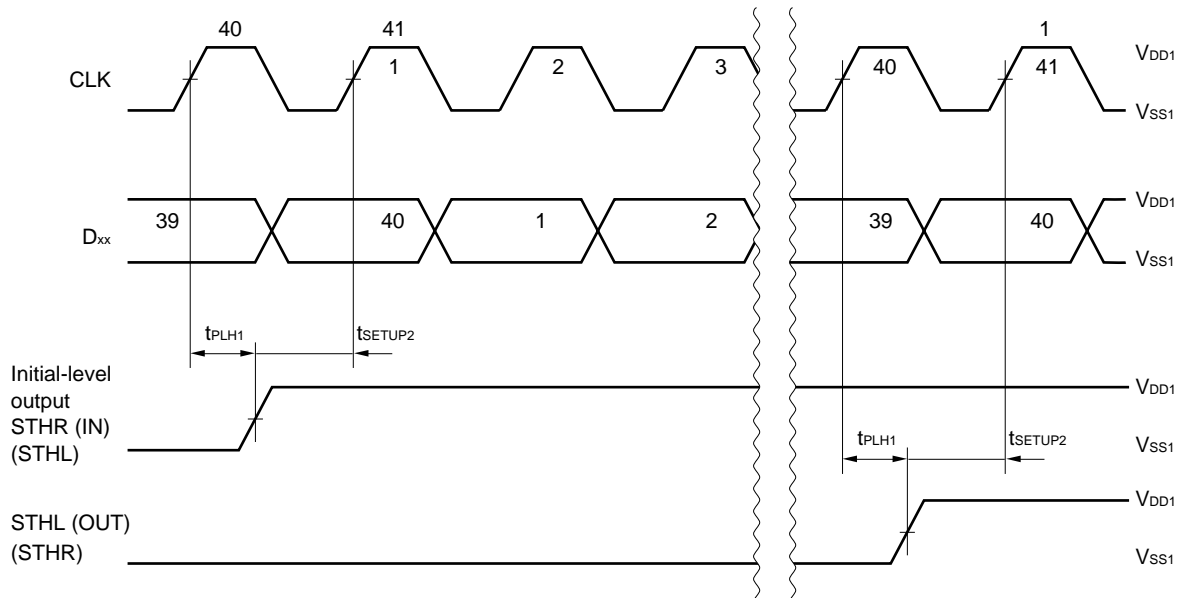 40 41 1
CLK 1 2 3 40 41 VDD1
VSS1
Dxx 39 40 1 2 39 40 VDD1
VSS1
tPLH1 tSETUP2
Initial-level
output
STHR (IN)
(STHL)
VDD1
tPLH1 tSETUP2
VSS1
STHL (OUT)
(STHR)
VDD1
VSS1